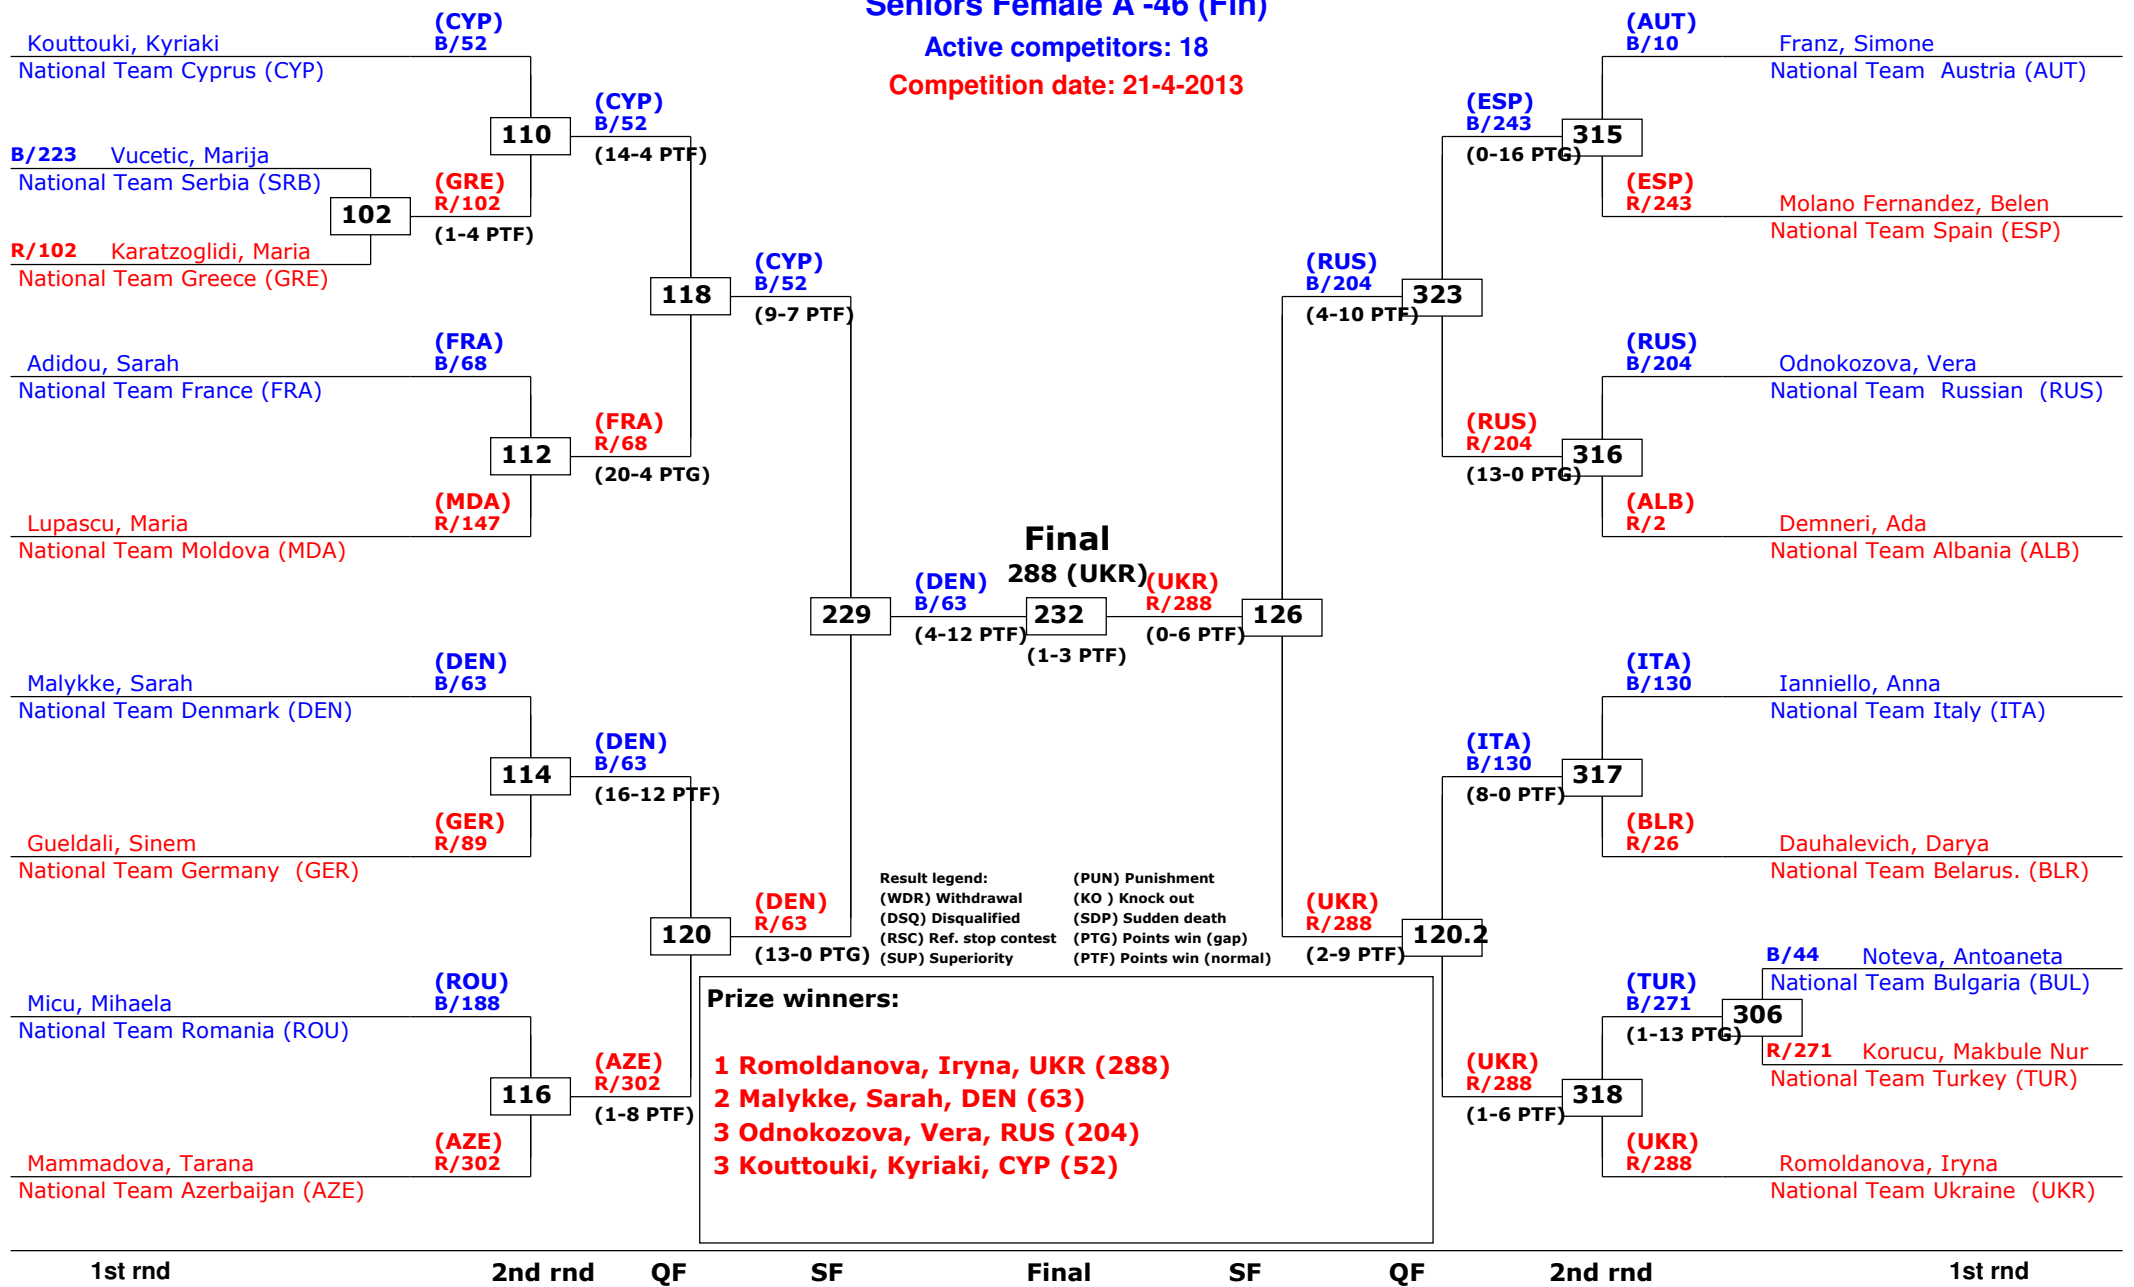 Seniors Female A -46 (Fin)
Active competitors: 18
Competition date: 21-4-2013
Kouttouki, Kyriaki
National Team Cyprus (CYP)
(CYP)
B/52
B/223 Vucetic, Marija
National Team Serbia (SRB)
R/102 Karatzoglidi, Maria
National Team Greece (GRE)
102
(GRE)
R/102
(1-4 PTF)
110
(CYP)
B/52
(14-4 PTF)
Adidou, Sarah
National Team France (FRA)
(FRA)
B/68
Lupascu, Maria
National Team Moldova (MDA)
(MDA)
R/147
112
(FRA)
R/68
(20-4 PTG)
118
(CYP)
B/52
(9-7 PTF)
Malykke, Sarah
National Team Denmark (DEN)
(DEN)
B/63
Gueldali, Sinem
National Team Germany (GER)
(GER)
R/89
114
(DEN)
B/63
(16-12 PTF)
Micu, Mihaela
National Team Romania (ROU)
(ROU)
B/188
Mammadova, Tarana
National Team Azerbaijan (AZE)
(AZE)
R/302
116
(AZE)
R/302
(1-8 PTF)
120
(DEN)
R/63
(13-0 PTG)
229
(DEN)
B/63
(4-12 PTF)
Final
288 (UKR)
232
(1-3 PTF)
(UKR)
R/288
(0-6 PTF)
126
(AUT)
B/10
Franz, Simone
National Team Austria (AUT)
(ESP)
R/243
Molano Fernandez, Belen
National Team Spain (ESP)
315
(ESP)
B/243
(0-16 PTG)
(RUS)
B/204
Odnokozova, Vera
National Team Russian (RUS)
(ALB)
R/2
Demneri, Ada
National Team Albania (ALB)
316
(RUS)
R/204
(13-0 PTG)
323
(RUS)
B/204
(4-10 PTF)
(ITA)
B/130
Ianniello, Anna
National Team Italy (ITA)
(BLR)
R/26
Dauhalevich, Darya
National Team Belarus. (BLR)
317
(ITA)
B/130
(8-0 PTF)
B/44 Noteva, Antoaneta
National Team Bulgaria (BUL)
R/271 Korucu, Makbule Nur
National Team Turkey (TUR)
306
(TUR)
B/271
(1-13 PTG)
(UKR)
R/288
Romoldanova, Iryna
National Team Ukraine (UKR)
318
(UKR)
R/288
(1-6 PTF)
120.2
(UKR)
R/288
(2-9 PTF)
Result legend:
(WDR) Withdrawal
(DSQ) Disqualified
(RSC) Ref. stop contest
(SUP) Superiority
(PUN) Punishment
(KO ) Knock out
(SDP) Sudden death
(PTG) Points win (gap)
(PTF) Points win (normal)
Prize winners:
1 Romoldanova, Iryna, UKR (288)
2 Malykke, Sarah, DEN (63)
3 Odnokozova, Vera, RUS (204)
3 Kouttouki, Kyriaki, CYP (52)
1st rnd 2nd rnd QF SF Final SF QF 2nd rnd 1st rnd